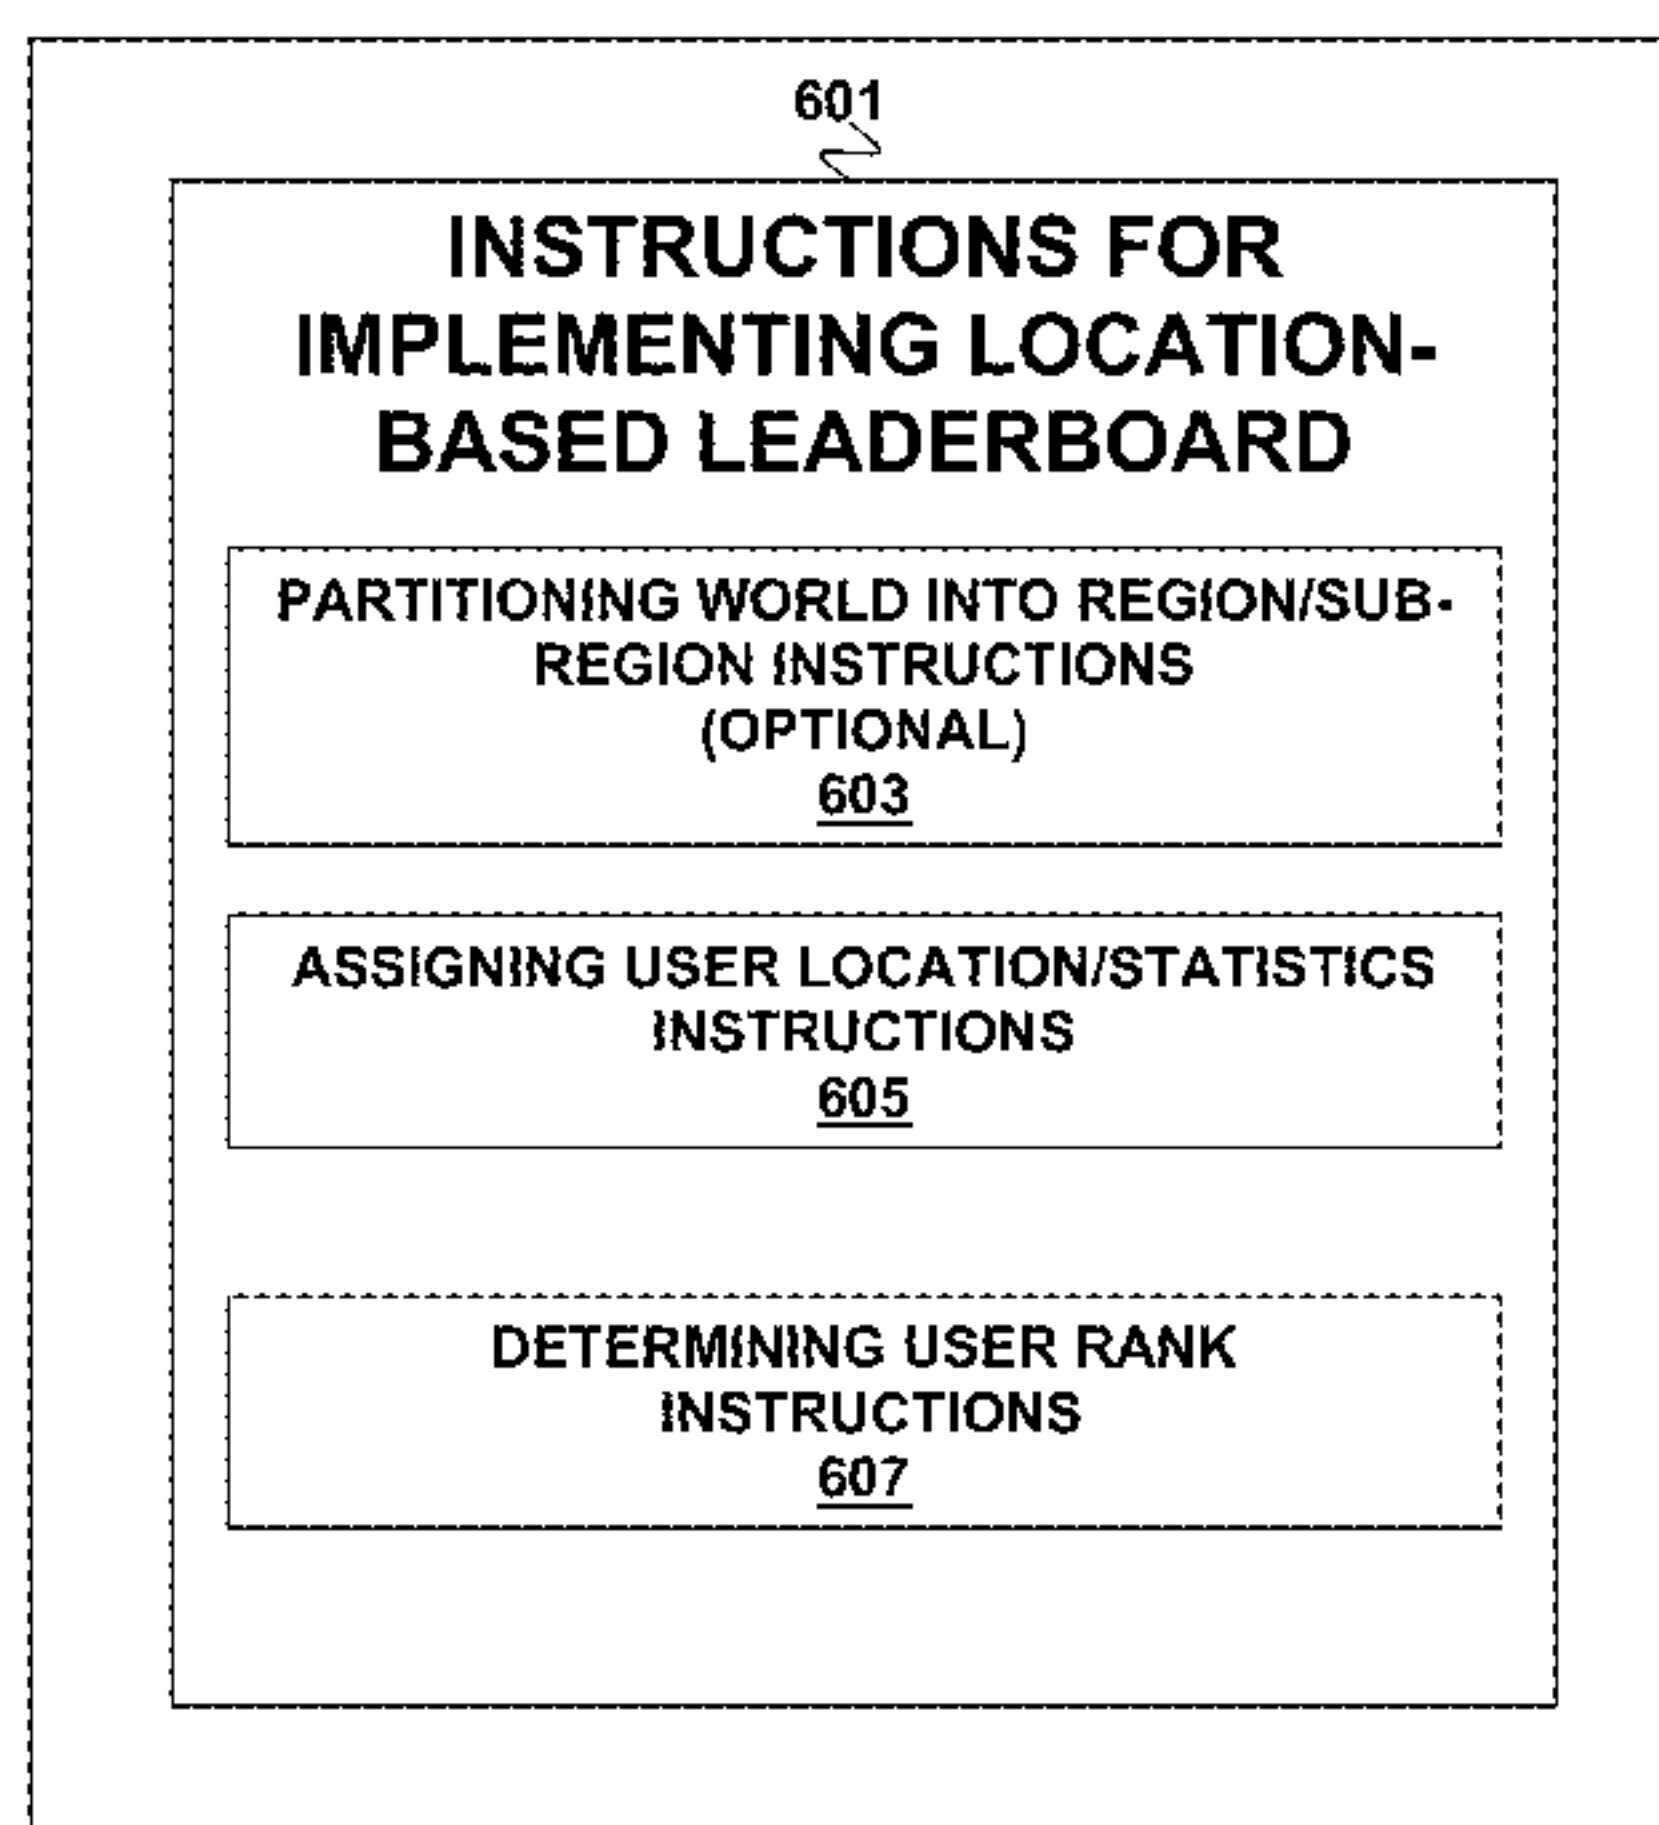 601
INSTRUCTIONS FOR
IMPLEMENTING LOCATION-
BASED LEADERBOARD
PARTITIONING WORLD INTO REGION/SUB-
REGION INSTRUCTIONS
(OPTIONAL)
603
ASSIGNING USER LOCATION/STATISTICS
INSTRUCTIONS
605
DETERMINING USER RANK
INSTRUCTIONS
607